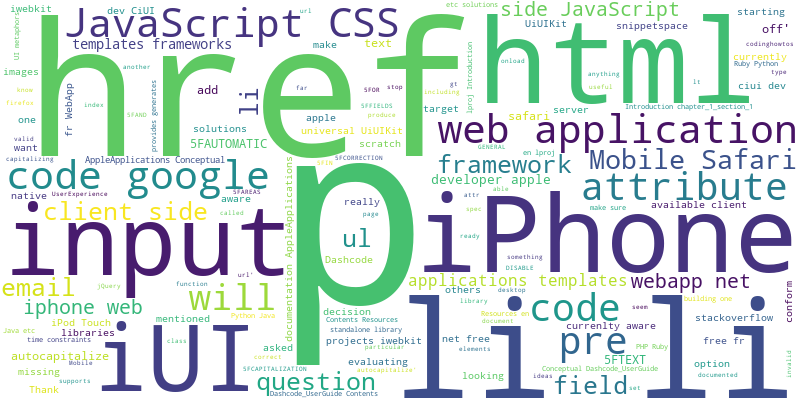 iwebkit
dev CiUI
url
etc solutions
side JavaScript
starting
JavaScript CSS
UiUIKit
snippetspace
off'
templates frameworks
make
text
codinghowtos
UI metaphors
another
currently
Ruby Python
images
href
html
onload
anything
type
know
firefox
fr WebApp
provides generates
add
li
5FOR
stop
gt
lproj Introduction
useful
ciui dev
index
far
5FFIELDS
including
lt
Introduction chapter_1_section_1
one
5FAND
solutions
apple
produce
target
safari
server
valid
want
universal UiUIKit
web application
5FAUTOMATIC
scratch
GENERAL
capitalizing
AppleApplications Conceptual
5fix
5FCORRECTION
en lproj
framework
Mobile Safari
code google
developer apple
native
UserExperience
5FAREAS
aware
really
able
attr
attribute
client side
called
page
spec
make sure
available client
input
p
iPhone
documentation AppleApplications
ul
ready
something
Dashcode
DISABLE
email
url'
will
jQuery
function
applications templates
webapp net
iphone web
Contents Resources
decision
others
desktop
building one
conform
iPod Touch
mentioned
Python Java
standalone library
library
Resources en
document
code
seem
stackoverflow
Java etc
libraries
iUI
class
asked
projects iwebkit
net free
currenlty aware
free fr
time constraints
particular
elements
li li
pre
PHP Ruby
autocapitalize
correct
evaluating
5FTEXT
option
missing
Mobile
5FCAPITALIZATION
autocapitalize
Conceptual Dashcode_UserGuide
documented
invalid
Thank
supports
question
looking
ideas
field
set
Dashcode_UserGuide Contents